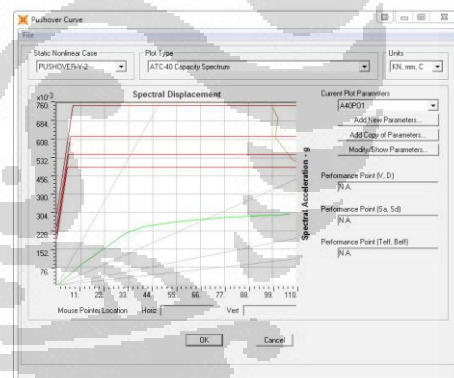 Pushover Curve
File
Static Nonlinear Case
PUSHOVER-Y-2
Plot Type
ATC-40 Capacity Spectrum
Units
KN, mm, C
Spectral Displacement
x10-3
760.
684.
608.
532.
456.
380.
304.
228.
152.
76.
11. 22. 33. 44. 55. 66. 77. 88. 99. 110.
Spectral Acceleration - g
Mouse Pointer Location Horiz Vert
Current Plot Parameters
A40PO1
Add New Parameters...
Add Copy of Parameters...
Modify/Show Parameters...
Performance Point (V, D)
N.A.
Performance Point (Sa, Sd)
N.A.
Performance Point (Teff, Beff)
N.A.
OK
Cancel